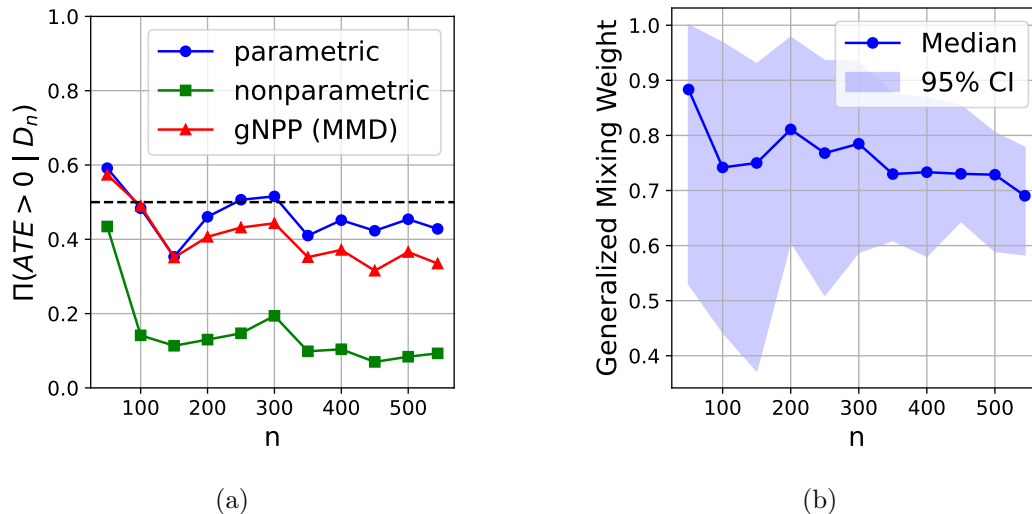 1.0
0.8
0.6
0.4
0.2
0.0
Π(ATE > 0 | Dn)
parametric
nonparametric
gNPP (MMD)
100 200 300 400 500
n
(a)
1.0
0.9
0.8
0.7
0.6
0.5
0.4
Generalized Mixing Weight
Median
95% CI
100 200 300 400 500
n
(b)